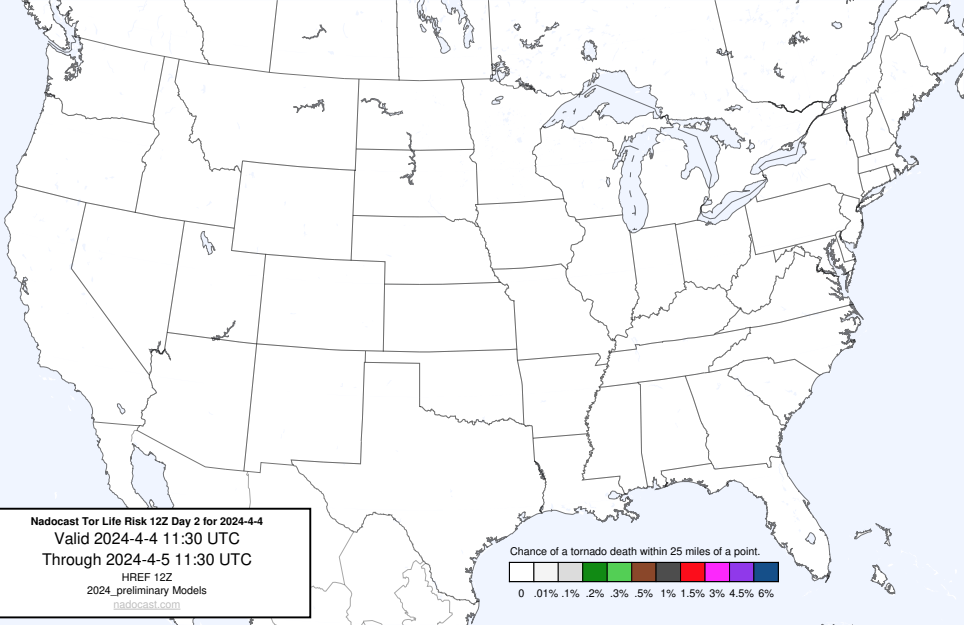 Nadocast Tor Life Risk 12Z Day 2 for 2024-4-4
Valid 2024-4-4 11:30 UTC
Through 2024-4-5 11:30 UTC
HREF 12Z
2024_preliminary Models
nadocast.com
Chance of a tornado death within 25 miles of a point.
0 .01% .1% .2% .3% .5% 1% 1.5% 3% 4.5% 6%